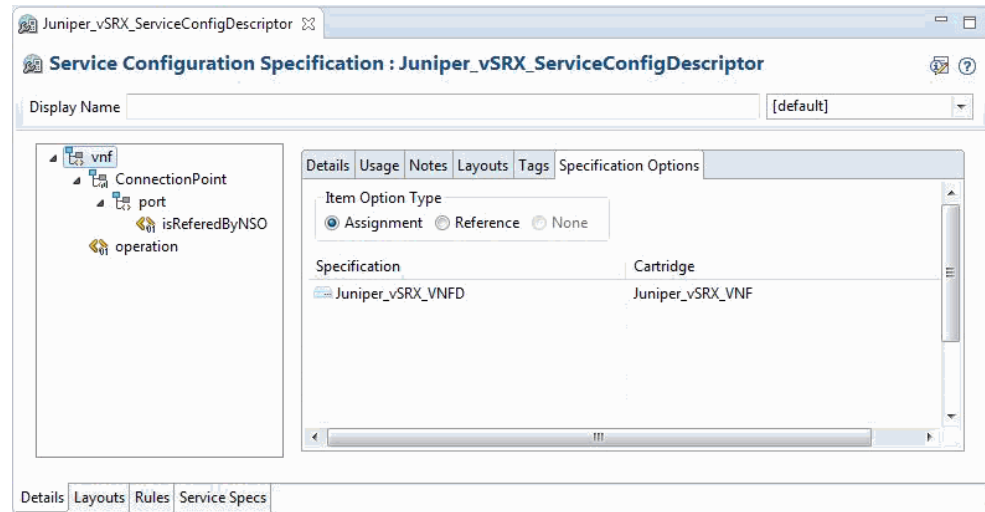 Juniper_vSRX_ServiceConfigDescriptor
Service Configuration Specification : Juniper_vSRX_ServiceConfigDescriptor
Display Name [default]
vnf
ConnectionPoint
port
isReferedByNSO
operation
Details Usage Notes Layouts Tags Specification Options
Item Option Type
Assignment Reference None
Specification Cartridge
Juniper_vSRX_VNFD Juniper_vSRX_VNF
Details Layouts Rules Service Specs